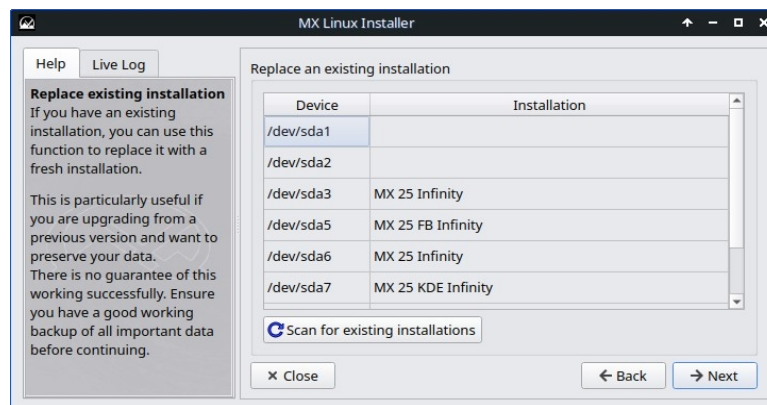 MX Linux Installer
Help
Live Log
Replace existing installation
If you have an existing
installation, you can use this
function to replace it with a
fresh installation.
This is particularly useful if
you are upgrading from a
previous version and want to
preserve your data.
There is no guarantee of this
working successfully. Ensure
you have a good working
backup of all important data
before continuing.
Replace an existing installation
Device Installation
/dev/sda1
/dev/sda2
/dev/sda3 MX 25 Infinity
/dev/sda5 MX 25 FB Infinity
/dev/sda6 MX 25 Infinity
/dev/sda7 MX 25 KDE Infinity
Scan for existing installations
Close
Back
Next